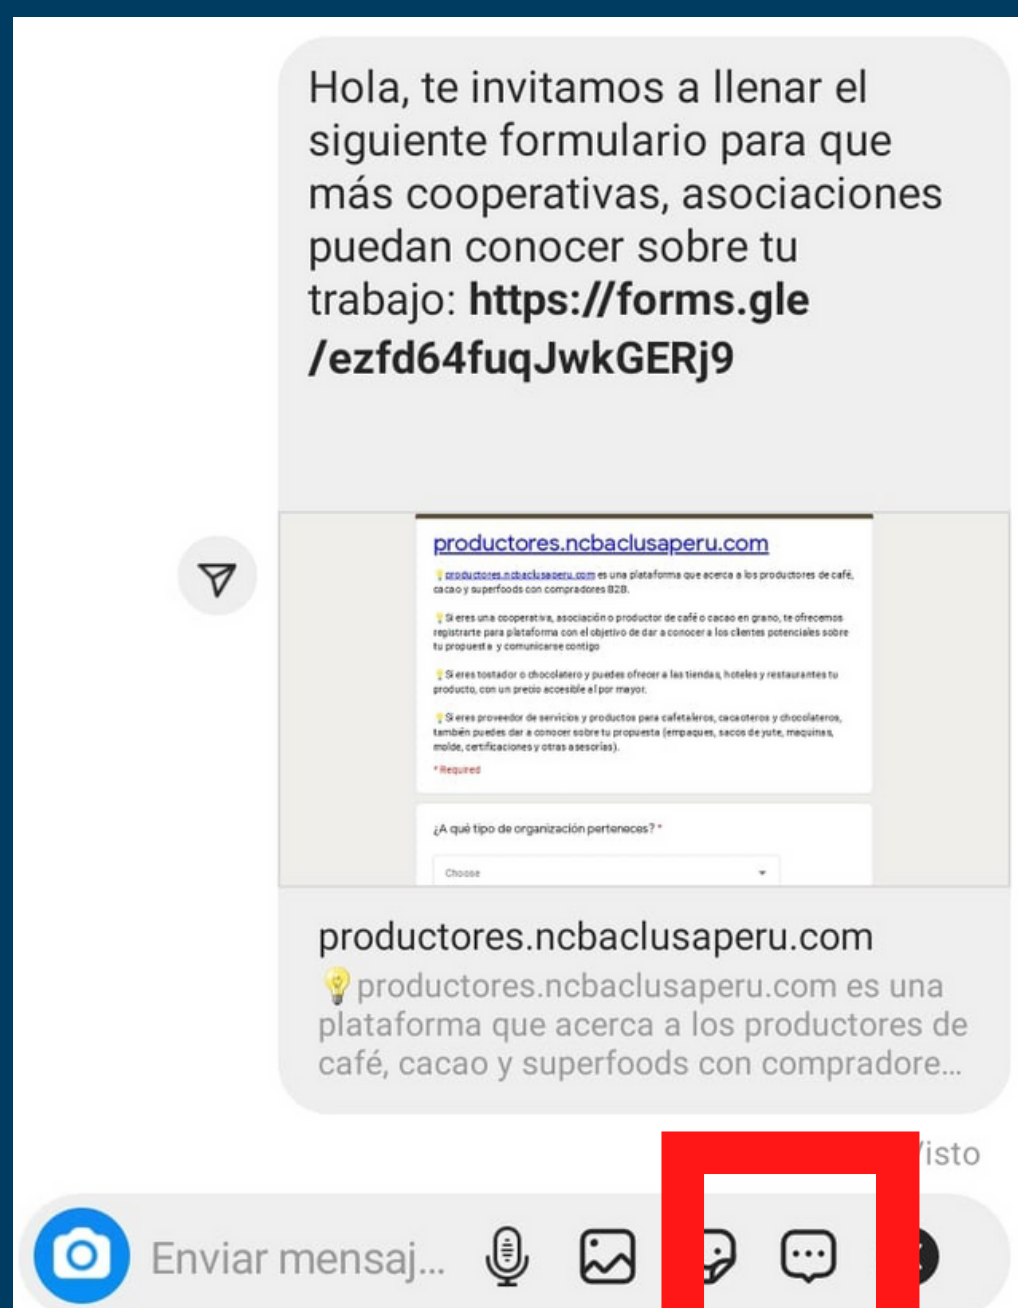 Hola, te invitamos a llenar el
siguiente formulario para que
más cooperativas, asociaciones
puedan conocer sobre tu
trabajo: https://forms.gle
/ezfd64fuqJwkGERj9
productores.ncbaclusaperu.com
💡productores.ncbaclusaperu.com es una plataforma que acerca a los productores de café,
cacao y superfoods con compradores B2B.
💡Si eres una cooperativa, asociación o productor de café o cacao en grano, te ofrecemos
registrarte para plataforma con el objetivo de dar a conocer a los clientes potenciales sobre
tu propuesta y comunicarse contigo
💡Si eres tostador o chocolatero y puedes ofrecer a las tiendas, hoteles y restaurantes tu
producto, con un precio accesible al por mayor.
💡Si eres proveedor de servicios y productos para cafetaleros, cacaoteros y chocolateros,
también puedes dar a conocer sobre tu propuesta (empaques, sacos de yute, maquinas,
molde, certificaciones y otras asesorías).
* Required
¿A qué tipo de organización perteneces? *
Choose
productores.ncbaclusaperu.com
💡productores.ncbaclusaperu.com es una
plataforma que acerca a los productores de
café, cacao y superfoods con compradore...
Visto
Enviar mensaj...